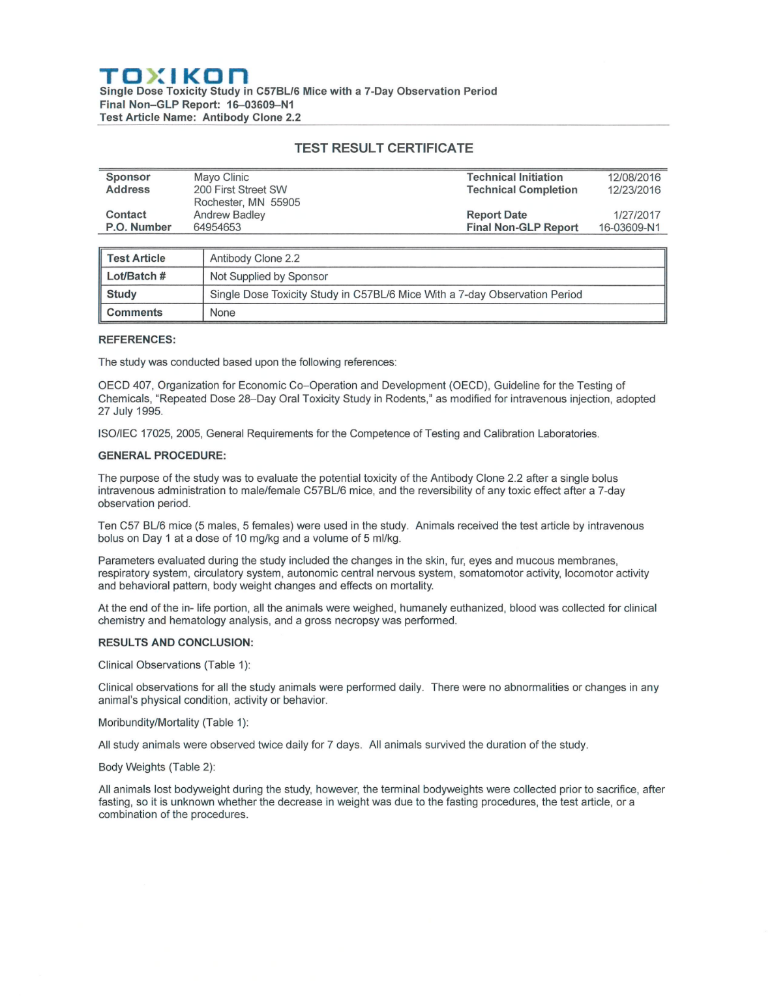 TOXIKON
Single Dose Toxicity Study in C57BL/6 Mice with a 7-Day Observation Period
Final Non–GLP Report: 16–03609–N1
Test Article Name: Antibody Clone 2.2
TEST RESULT CERTIFICATE
Sponsor Mayo Clinic Technical Initiation 12/08/2016
Address 200 First Street SW Technical Completion 12/23/2016
Rochester, MN 55905
Contact Andrew Badley Report Date 1/27/2017
P.O. Number 64954653 Final Non-GLP Report 16-03609-N1
Test Article Antibody Clone 2.2
Lot/Batch # Not Supplied by Sponsor
Study Single Dose Toxicity Study in C57BL/6 Mice With a 7-day Observation Period
Comments None
REFERENCES:
The study was conducted based upon the following references:
OECD 407, Organization for Economic Co–Operation and Development (OECD), Guideline for the Testing of
Chemicals, “Repeated Dose 28–Day Oral Toxicity Study in Rodents,” as modified for intravenous injection, adopted
27 July 1995.
ISO/IEC 17025, 2005, General Requirements for the Competence of Testing and Calibration Laboratories.
GENERAL PROCEDURE:
The purpose of the study was to evaluate the potential toxicity of the Antibody Clone 2.2 after a single bolus
intravenous administration to male/female C57BL/6 mice, and the reversibility of any toxic effect after a 7-day
observation period.
Ten C57 BL/6 mice (5 males, 5 females) were used in the study. Animals received the test article by intravenous
bolus on Day 1 at a dose of 10 mg/kg and a volume of 5 ml/kg.
Parameters evaluated during the study included the changes in the skin, fur, eyes and mucous membranes,
respiratory system, circulatory system, autonomic central nervous system, somatomotor activity, locomotor activity
and behavioral pattern, body weight changes and effects on mortality.
At the end of the in- life portion, all the animals were weighed, humanely euthanized, blood was collected for clinical
chemistry and hematology analysis, and a gross necropsy was performed.
RESULTS AND CONCLUSION:
Clinical Observations (Table 1):
Clinical observations for all the study animals were performed daily. There were no abnormalities or changes in any
animal's physical condition, activity or behavior.
Moribundity/Mortality (Table 1):
All study animals were observed twice daily for 7 days. All animals survived the duration of the study.
Body Weights (Table 2):
All animals lost bodyweight during the study, however, the terminal bodyweights were collected prior to sacrifice, after
fasting, so it is unknown whether the decrease in weight was due to the fasting procedures, the test article, or a
combination of the procedures.